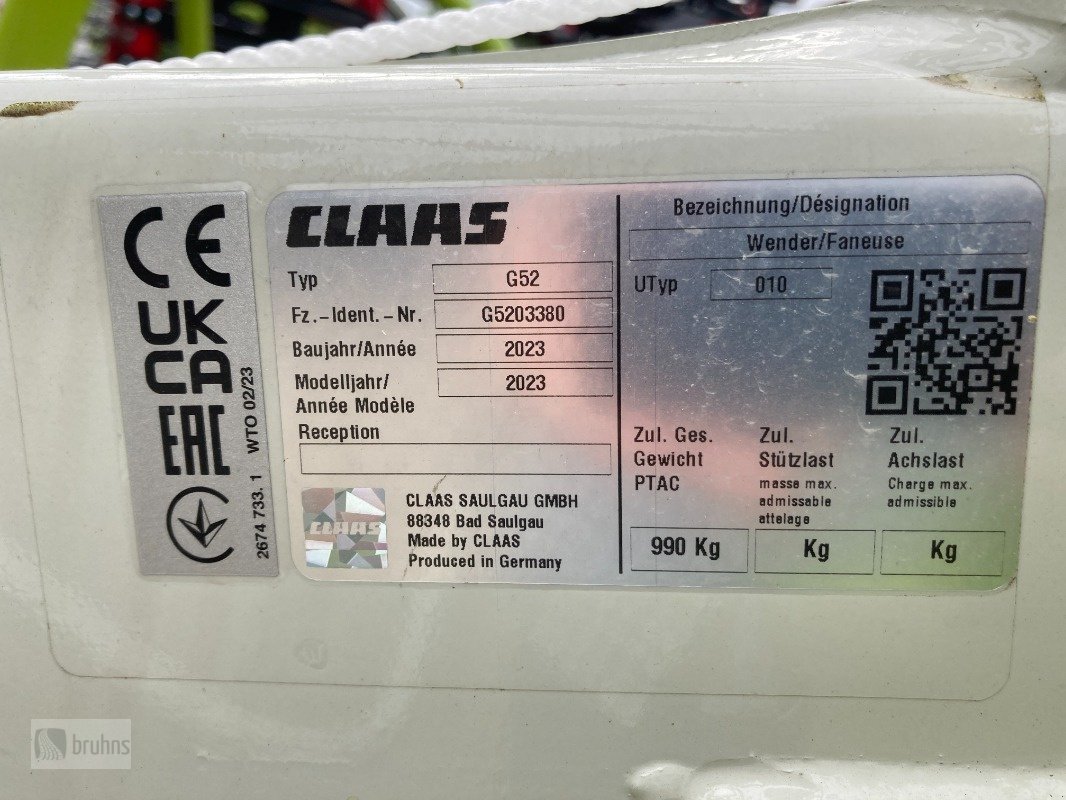 CE
UK
CA
EAC
2674 733. 1 WTO 02/23
CLAAS
Typ G52
Fz.-Ident.-Nr. G5203380
Baujahr/Année 2023
Modelljahr/
Année Modèle 2023
Reception
CLAAS
CLAAS SAULGAU GMBH
88348 Bad Saulgau
Made by CLAAS
Produced in Germany
Bezeichnung/Désignation
Wender/Faneuse
UTyp 010
Zul. Ges.
Gewicht
PTAC
990 Kg
Zul.
Stützlast
masse max.
admissable
attelage
Kg
Zul.
Achslast
Charge max.
admissible
Kg
bruhns